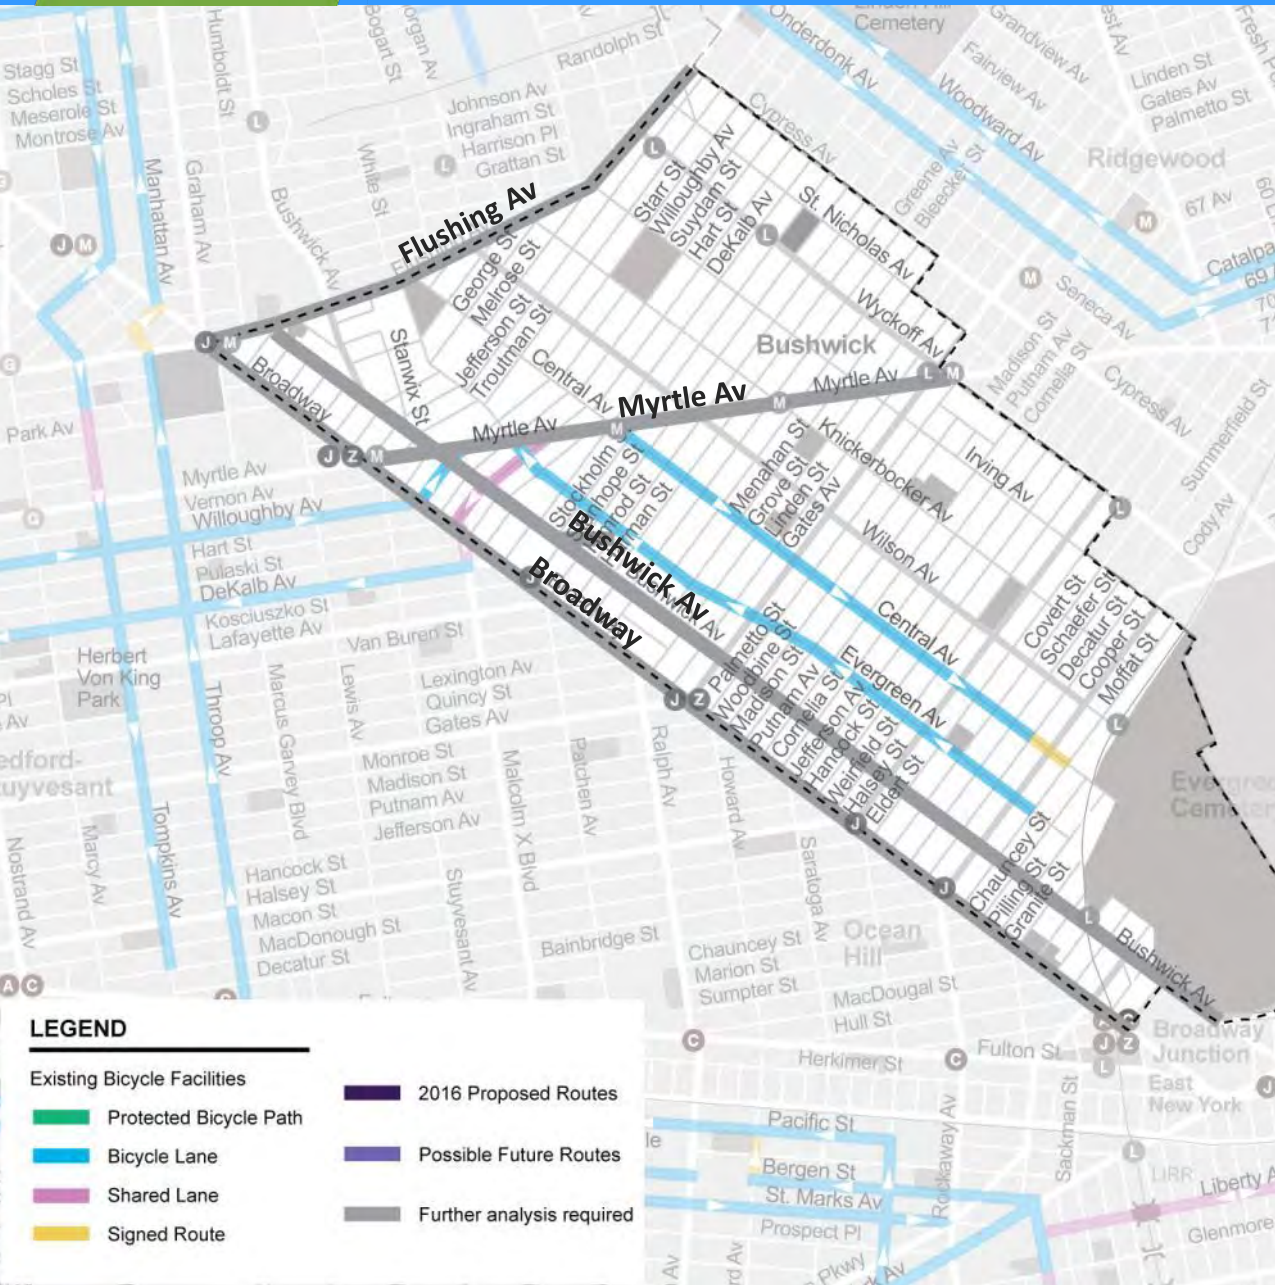 Stagg St
Scholes St
Meserole St
Montrose Av
Manhattan Av
Graham Av
Humboldt St
Bushwick Av
White St
Bogart St
Johnson Av
Ingraham St
Harrison Pl
Grattan St
Randolph St
Cypress Av
Onderdonk Av
Cemetery
Woodward Av
Fairview Av
Grandview Av
Linden St
Gates Av
Palmetto St
Ridgewood
Greene Av
Bleecker St
67 Av
Catalpa
69
Seneca Av
Madison St
Putnam Av
Cornelia St
Cypress Av
Summerfield St
Cody Av
L
L
L
L
J M
M
M
Flushing Av
Starr St
Willoughby Av
Suydam St
Hart St
DeKalb Av
St. Nicholas Av
Wyckoff Av
George St
Melrose St
Jefferson St
Troutman St
Stanwix St
Central Av
Bushwick
J M
Broadway
Myrtle Av
Myrtle Av
Myrtle Av
M
M
L M
J Z M
Park Av
Myrtle Av
Vernon Av
Willoughby Av
G
Hart St
Pulaski St
DeKalb Av
Kosciuszko St
Lafayette Av
Van Buren St
Stockholm
Menahan St
Grove St
Linden St
Gates Av
Knickerbocker Av
Irving Av
Wilson Av
Central Av
Evergreen Av
L
Bushwick Av
Broadway
J
Covert St
Schaefer St
Decatur St
Cooper St
Moffat St
L
Palmetto St
Woodbine St
Madison St
Putnam Av
Cornelia St
Jefferson Av
Hancock St
Weirfield St
Halsey St
Eldert St
J Z
J
J
Chauncey St
Pilling St
Granite St
L
Bushwick Av
Herbert
Von King
Park
Throop Av
Tompkins Av
Marcus Garvey Blvd
Lewis Av
Lexington Av
Quincy St
Gates Av
Monroe St
Madison St
Putnam Av
Jefferson Av
Malcolm X Blvd
Patchen Av
Ralph Av
Howard Av
Saratoga Av
Nostrand Av
Marcy Av
Hancock St
Halsey St
Macon St
MacDonough St
Decatur St
Stuyvesant Av
Bainbridge St
Chauncey St
Marion St
Sumpter St
Ocean
Hill
MacDougal St
Hull St
A C
C
C
Herkimer St
Fulton St
J Z
L
Broadway
Junction
East
New York
J
L
LIRR
Sackman St
Rockaway Av
Liberty A
Glenmore
Pacific St
Bergen St
St. Marks Av
Prospect Pl
Pkwy
LEGEND
Existing Bicycle Facilities
Protected Bicycle Path
Bicycle Lane
Shared Lane
Signed Route
2016 Proposed Routes
Possible Future Routes
Further analysis required